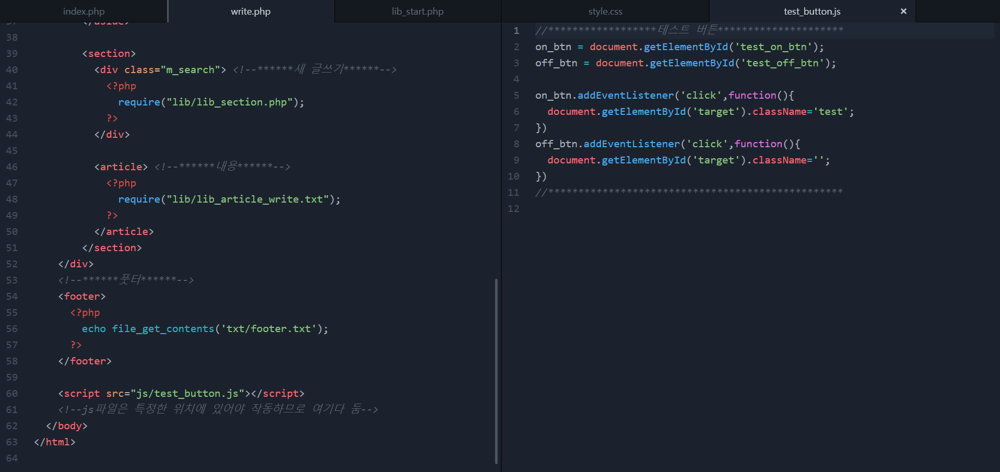 index.php
write.php
lib_start.php
37 </aside>
38
39 <section>
40 <div class="m_search"> <!--******새 글쓰기******-->
41 <?php
42 require("lib/lib_section.php");
43 ?>
44 </div>
45
46 <article> <!--******내용******-->
47 <?php
48 require("lib/lib_article_write.txt");
49 ?>
50 </article>
51 </section>
52 </div>
53 <!--******풋터******-->
54 <footer>
55 <?php
56 echo file_get_contents('txt/footer.txt');
57 ?>
58 </footer>
59
60 <script src="js/test_button.js"></script>
61 <!--js파일은 특정한 위치에 있어야 작동하므로 여기다 둠-->
62 </body>
63 </html>
64
style.css
test_button.js ×
1 //******************테스트 버튼*********************
2 on_btn = document.getElementById('test_on_btn');
3 off_btn = document.getElementById('test_off_btn');
4
5 on_btn.addEventListener('click',function(){
6 document.getElementById('target').className='test';
7 })
8 off_btn.addEventListener('click',function(){
9 document.getElementById('target').className='';
10 })
11 //*************************************************
12